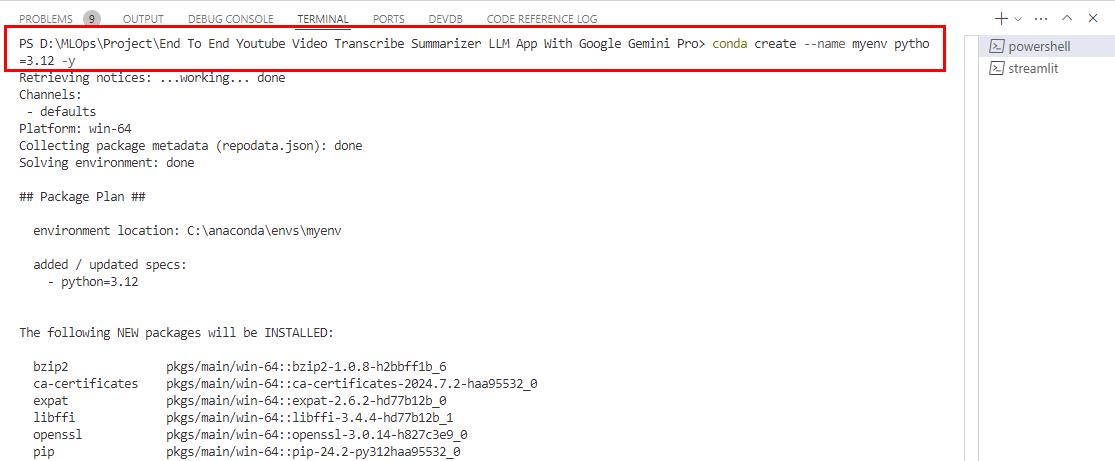 PROBLEMS 9 OUTPUT DEBUG CONSOLE TERMINAL PORTS DEVDB CODE REFERENCE LOG
PS D:\MLOps\Project\End To End Youtube Video Transcribe Summarizer LLM App With Google Gemini Pro> conda create --name myenv pytho
=3.12 -y
Retrieving notices: ...working... done
Channels:
- defaults
Platform: win-64
Collecting package metadata (repodata.json): done
Solving environment: done
## Package Plan ##
environment location: C:\anaconda\envs\myenv
added / updated specs:
- python=3.12
The following NEW packages will be INSTALLED:
bzip2 pkgs/main/win-64::bzip2-1.0.8-h2bbff1b_6
ca-certificates pkgs/main/win-64::ca-certificates-2024.7.2-haa95532_0
expat pkgs/main/win-64::expat-2.6.2-hd77b12b_0
libffi pkgs/main/win-64::libffi-3.4.4-hd77b12b_1
openssl pkgs/main/win-64::openssl-3.0.14-h827c3e9_0
pip pkgs/main/win-64::pip-24.2-py312haa95532_0
powershell
streamlit